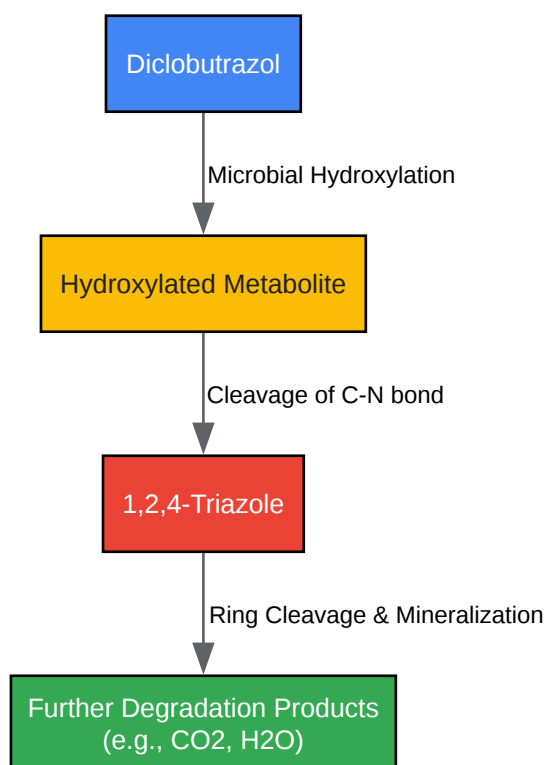 Diclobutrazol
Microbial Hydroxylation
Hydroxylated Metabolite
Cleavage of C-N bond
1,2,4-Triazole
Ring Cleavage & Mineralization
Further Degradation Products
(e.g., CO2, H2O)